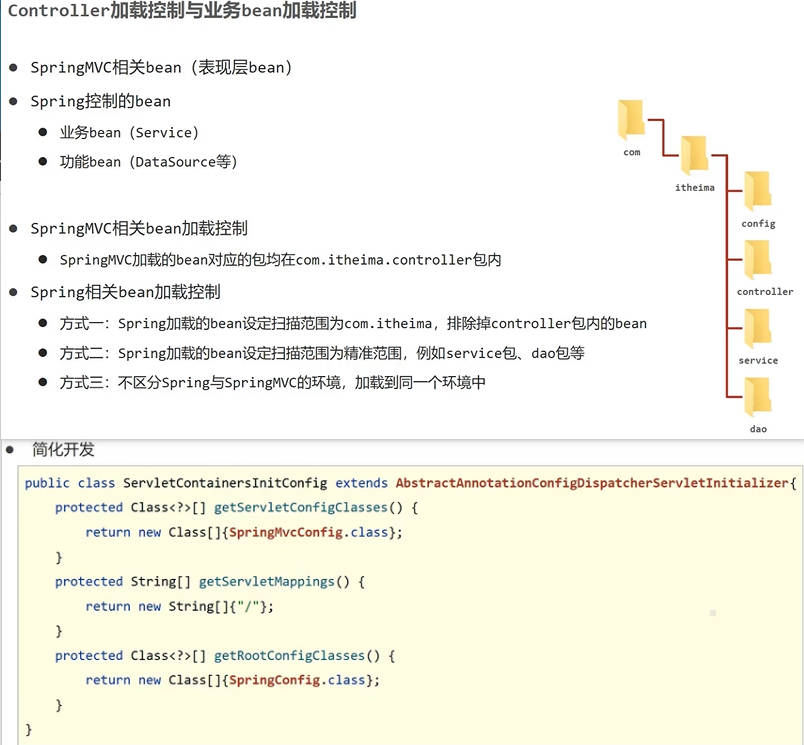 Controller加载控制与业务bean加载控制
SpringMVC相关bean（表现层bean）
Spring控制的bean
业务bean（Service）
功能bean（DataSource等）
SpringMVC相关bean加载控制
SpringMVC加载的bean对应的包均在com.itheima.controller包内
Spring相关bean加载控制
方式一：Spring加载的bean设定扫描范围为com.itheima，排除掉controller包内的bean
方式二：Spring加载的bean设定扫描范围为精准范围，例如service包、dao包等
方式三：不区分Spring与SpringMVC的环境，加载到同一个环境中
com
itheima
config
controller
service
dao
简化开发
public class ServletContainersInitConfig extends AbstractAnnotationConfigDispatcherServletInitializer{
    protected Class<?>[] getServletConfigClasses() {
        return new Class[]{SpringMvcConfig.class};
    }
    protected String[] getServletMappings() {
        return new String[]{"/"};
    }
    protected Class<?>[] getRootConfigClasses() {
        return new Class[]{SpringConfig.class};
    }
}